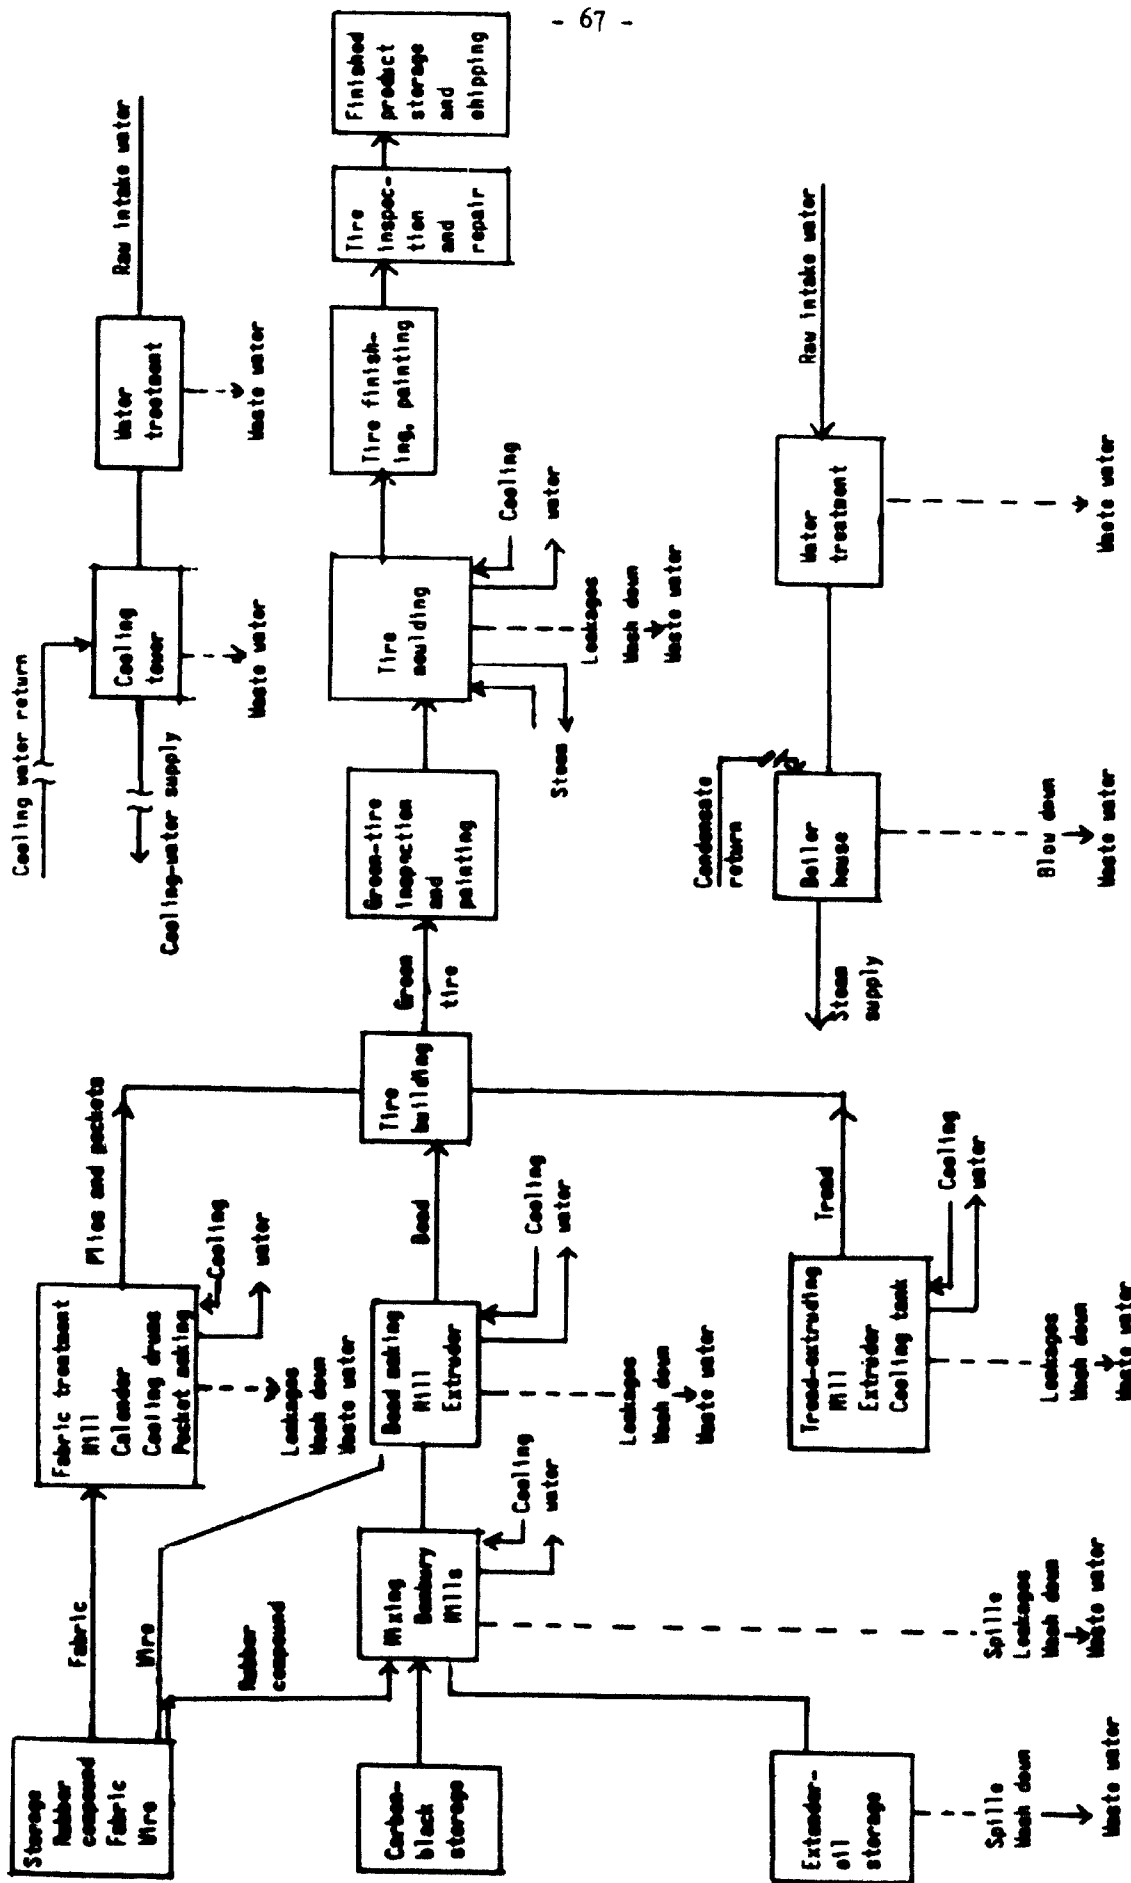 - 67 -
Cooling water return
Cooling-water supply
Cooling
tower
Waste water
Water
treatment
Waste water
Raw intake water
Storage
Rubber
compound
Fabric
Wire
Fabric
Wire
Rubber
compound
Fabric treatment
Mill
Calender
Cooling drums
Pocket making
Cooling
water
Leakages
Wash down
Waste water
Plies and pockets
Carbon-
black
storage
Mixing
Banbury
Mills
Cooling
water
Spills
Leakages
Wash down
Waste water
Bead making
Mill
Extruder
Cooling
water
Leakages
Wash down
Waste water
Bead
Tire
building
Green
tire
Green-tire
inspection
and
painting
Tire
moulding
Steam
Cooling
water
Leakages
Wash down
Waste water
Tire finish-
ing, painting
Tire
inspec-
tion
and
repair
Finished
product
storage
and
shipping
Extender-
oil
storage
Spills
Wash down
Waste water
Tread-extruding
Mill
Extruder
Cooling tank
Cooling
water
Leakages
Wash down
Waste water
Tread
Steam
supply
Condensate
return
Boiler
house
Blow down
Waste water
Water
treatment
Waste water
Raw intake water